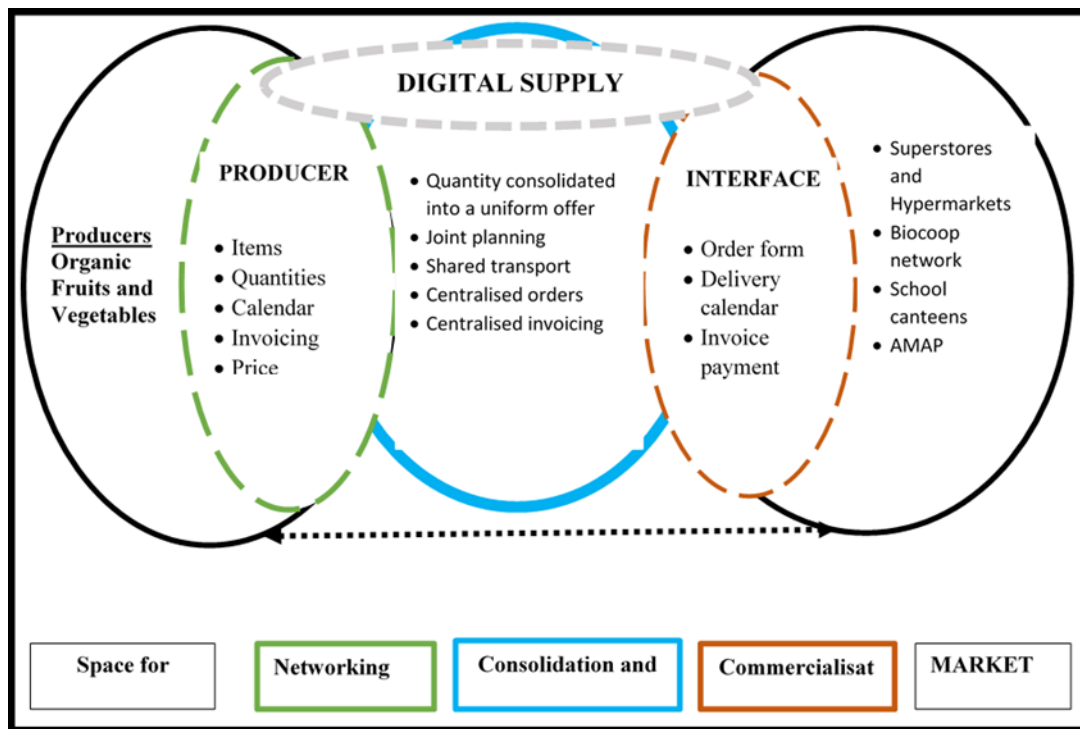 DIGITAL SUPPLY
Producers
Organic
Fruits and
Vegetables
PRODUCER
• Items
• Quantities
• Calendar
• Invoicing
• Price
• Quantity consolidated
into a uniform offer
• Joint planning
• Shared transport
• Centralised orders
• Centralised invoicing
INTERFACE
• Order form
• Delivery
calendar
• Invoice
payment
• Superstores
and
Hypermarkets
• Biocoop
network
• School
canteens
• AMAP
Space for
Networking
Consolidation and
Commercialisat
MARKET